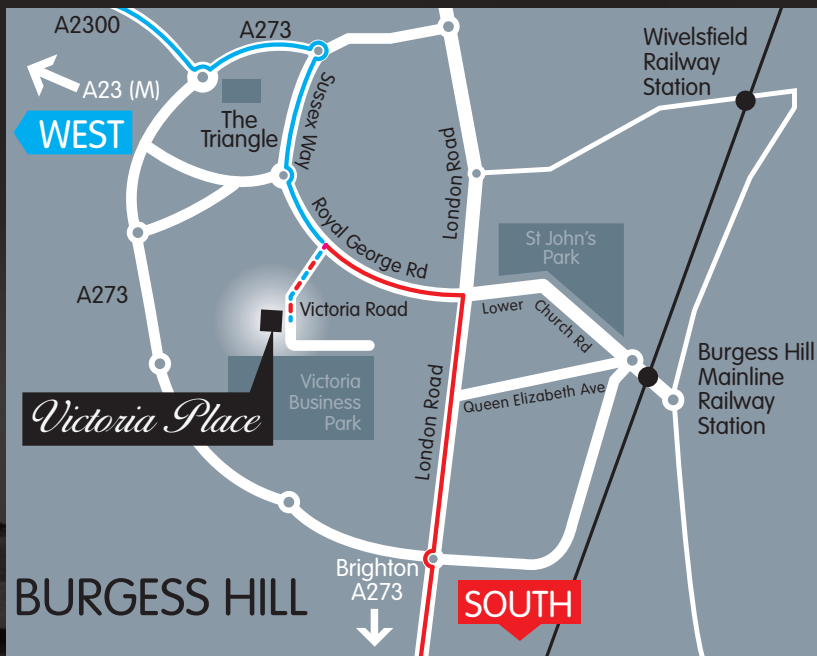 A2300
A273
A23 (M)
WEST
The
Triangle
Sussex Way
Wivelsfield
Railway
Station
London Road
Royal George Rd
St John's
Park
A273
Victoria Road
Lower
Church Rd
Victoria Place
Victoria
Business
Park
London Road
Queen Elizabeth Ave
Burgess Hill
Mainline
Railway
Station
Brighton
A273
SOUTH
BURGESS HILL